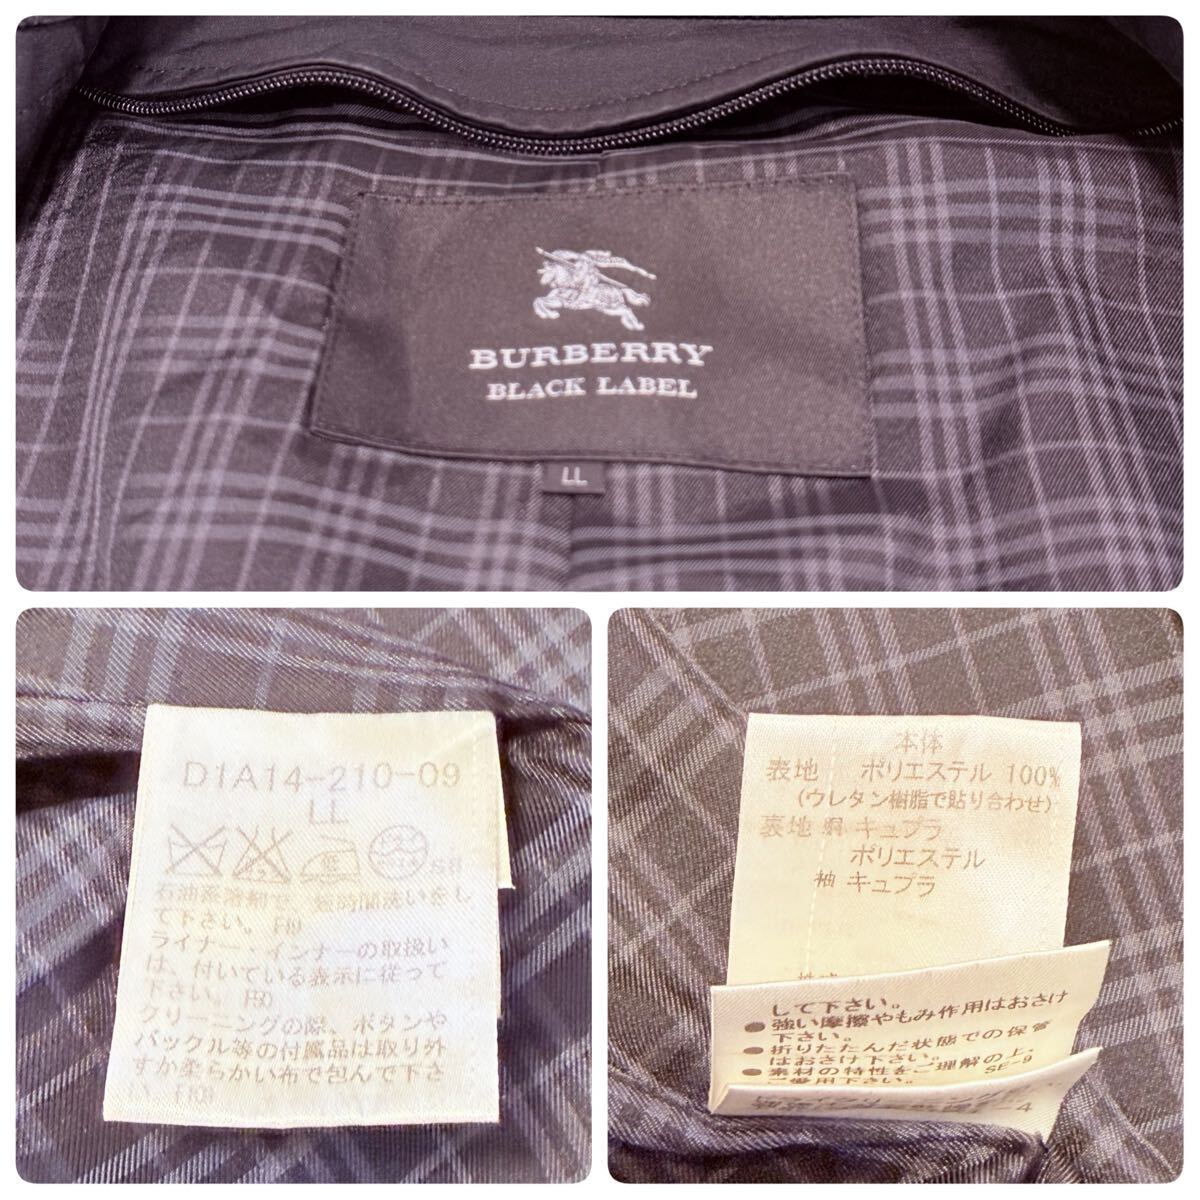 BURBERRY
BLACK LABEL
LL
D1A14-210-09
LL
石油系溶剤で、短時間洗いをし
て下さい。
ライナー・インナーの取扱い
は、付いている表示に従って
下さい。
クリーニングの際、ボタンや
バックル等の付属品は取り外
すか柔らかい布で包んで下さ
い。
本体
表地 ポリエステル 100%
(ウレタン樹脂で貼り合わせ)
裏地 胴 キュプラ
ポリエステル
袖 キュプラ
して下さい。
●強い摩擦やもみ作用はおさけ
下さい。
●折りたたんだ状態での保管
はおさけ下さい。
●素材の特性をご理解の上、
ご愛用下さい。 SE-9